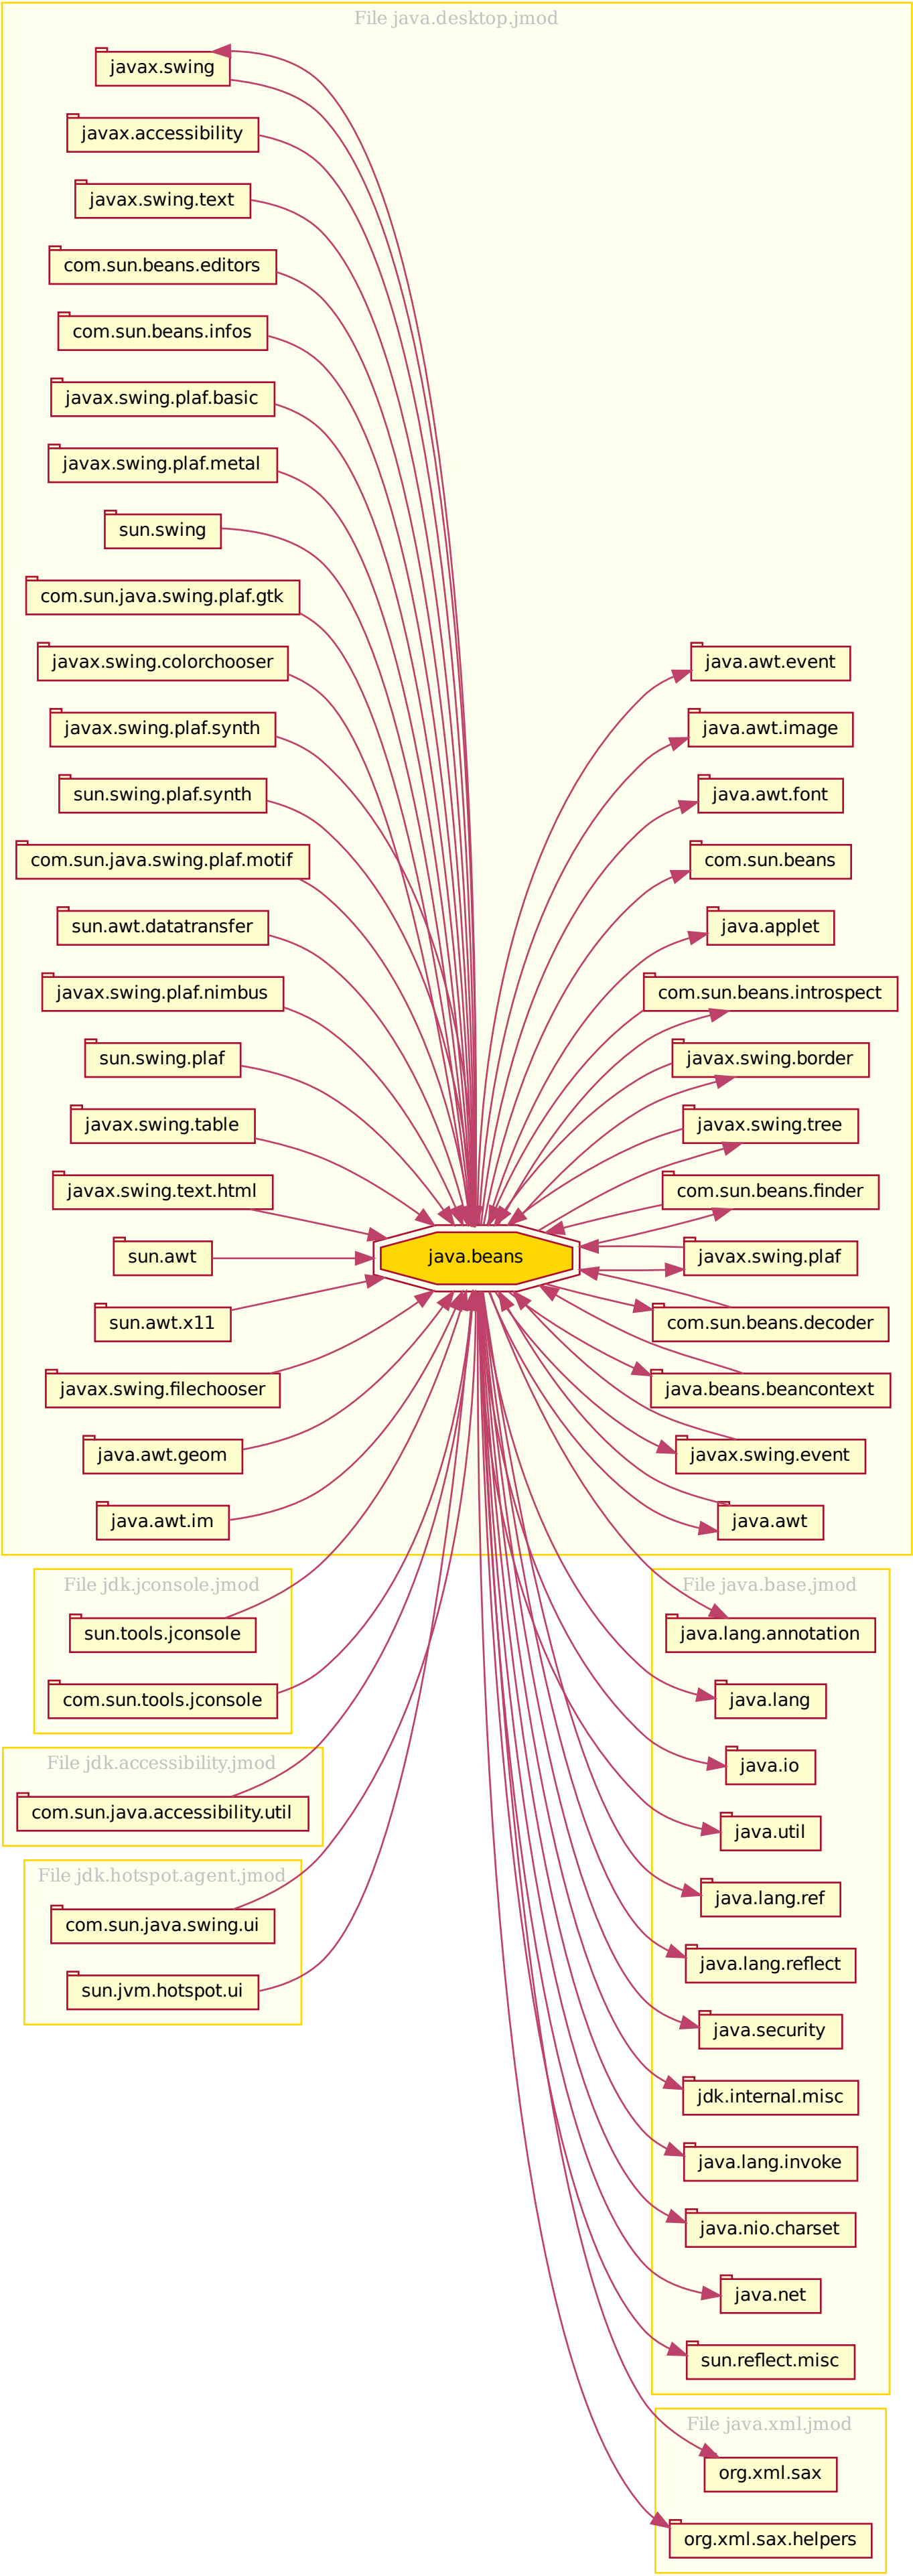 File java.desktop.jmod
javax.swing
javax.accessibility
javax.swing.text
com.sun.beans.editors
com.sun.beans.infos
javax.swing.plaf.basic
javax.swing.plaf.metal
sun.swing
com.sun.java.swing.plaf.gtk
javax.swing.colorchooser
javax.swing.plaf.synth
sun.swing.plaf.synth
com.sun.java.swing.plaf.motif
sun.awt.datatransfer
javax.swing.plaf.nimbus
sun.swing.plaf
javax.swing.table
javax.swing.text.html
sun.awt
sun.awt.x11
javax.swing.filechooser
java.awt.geom
java.awt.im
java.beans
java.awt.event
java.awt.image
java.awt.font
com.sun.beans
java.applet
com.sun.beans.introspect
javax.swing.border
javax.swing.tree
com.sun.beans.finder
javax.swing.plaf
com.sun.beans.decoder
java.beans.beancontext
javax.swing.event
java.awt
File jdk.jconsole.jmod
sun.tools.jconsole
com.sun.tools.jconsole
File jdk.accessibility.jmod
com.sun.java.accessibility.util
File jdk.hotspot.agent.jmod
com.sun.java.swing.ui
sun.jvm.hotspot.ui
File java.base.jmod
java.lang.annotation
java.lang
java.io
java.util
java.lang.ref
java.lang.reflect
java.security
jdk.internal.misc
java.lang.invoke
java.nio.charset
java.net
sun.reflect.misc
File java.xml.jmod
org.xml.sax
org.xml.sax.helpers